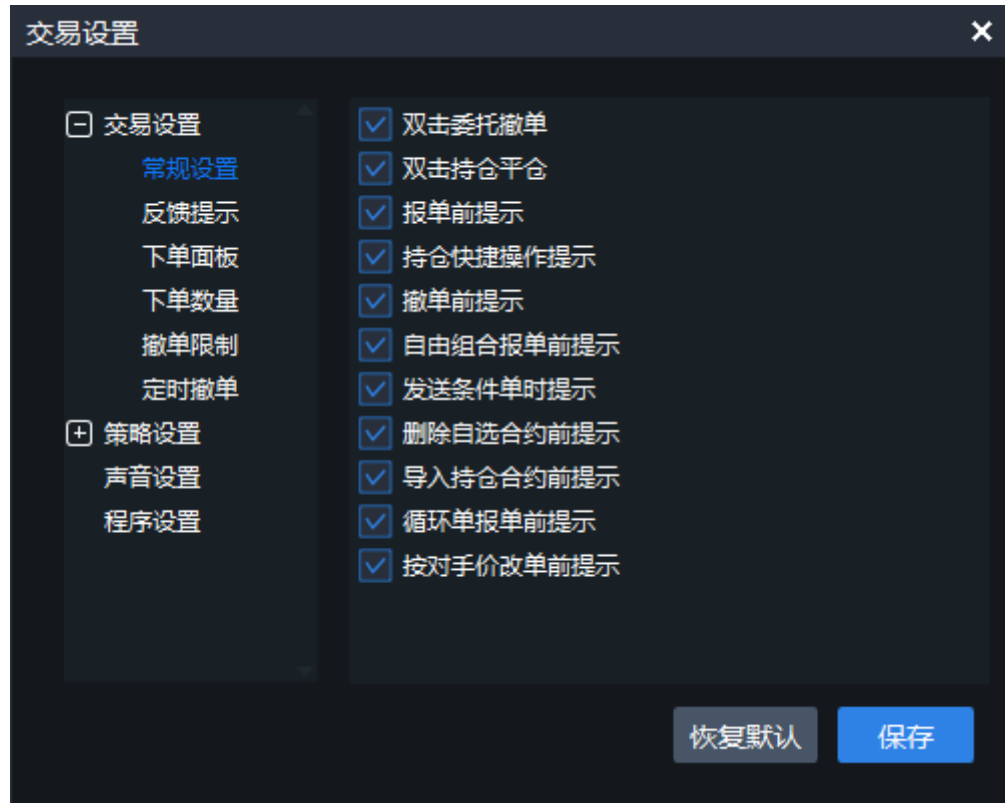 交易设置
交易设置
常规设置
反馈提示
下单面板
下单数量
撤单限制
定时撤单
策略设置
声音设置
程序设置
双击委托撤单
双击持仓平仓
报单前提示
持仓快捷操作提示
撤单前提示
自由组合报单前提示
发送条件单时提示
删除自选合约前提示
导入持仓合约前提示
循环单报单前提示
按对手价改单前提示
恢复默认
保存